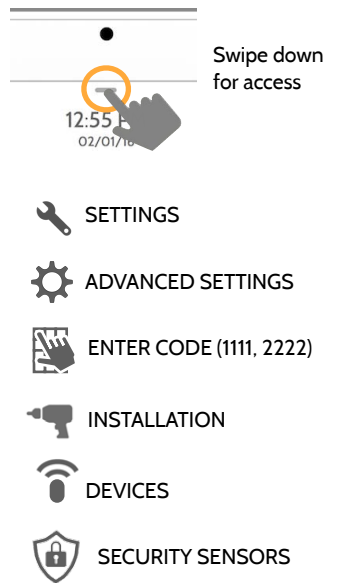 Swipe down
for access
12:55
02/01/1
SETTINGS
ADVANCED SETTINGS
ENTER CODE (1111, 2222)
INSTALLATION
DEVICES
SECURITY SENSORS